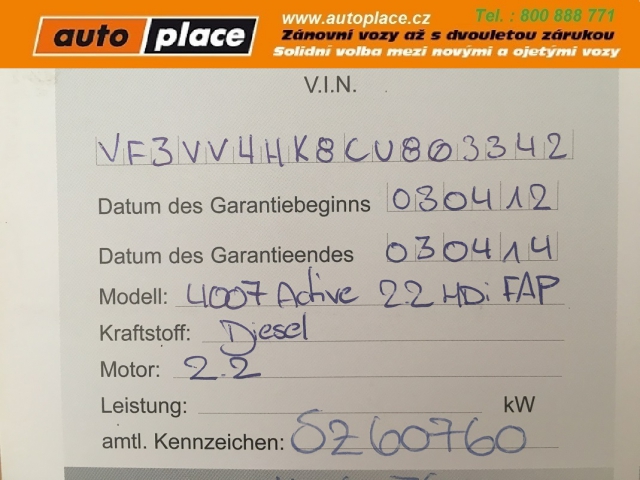 auto place
www.autoplace.cz
Tel. : 800 888 771
Zánovní vozy až s dvouletou zárukou
Solidní volba mezi novými a ojetými vozy
V.I.N.
VF3VV4HK8CU803342
Datum des Garantiebeginns 030412
Datum des Garantieendes 030414
Modell: 4007 Active 2.2 HDi FAP
Kraftstoff: Diesel
Motor: 2.2
Leistung: kW
amtl. Kennzeichen: SZ60760